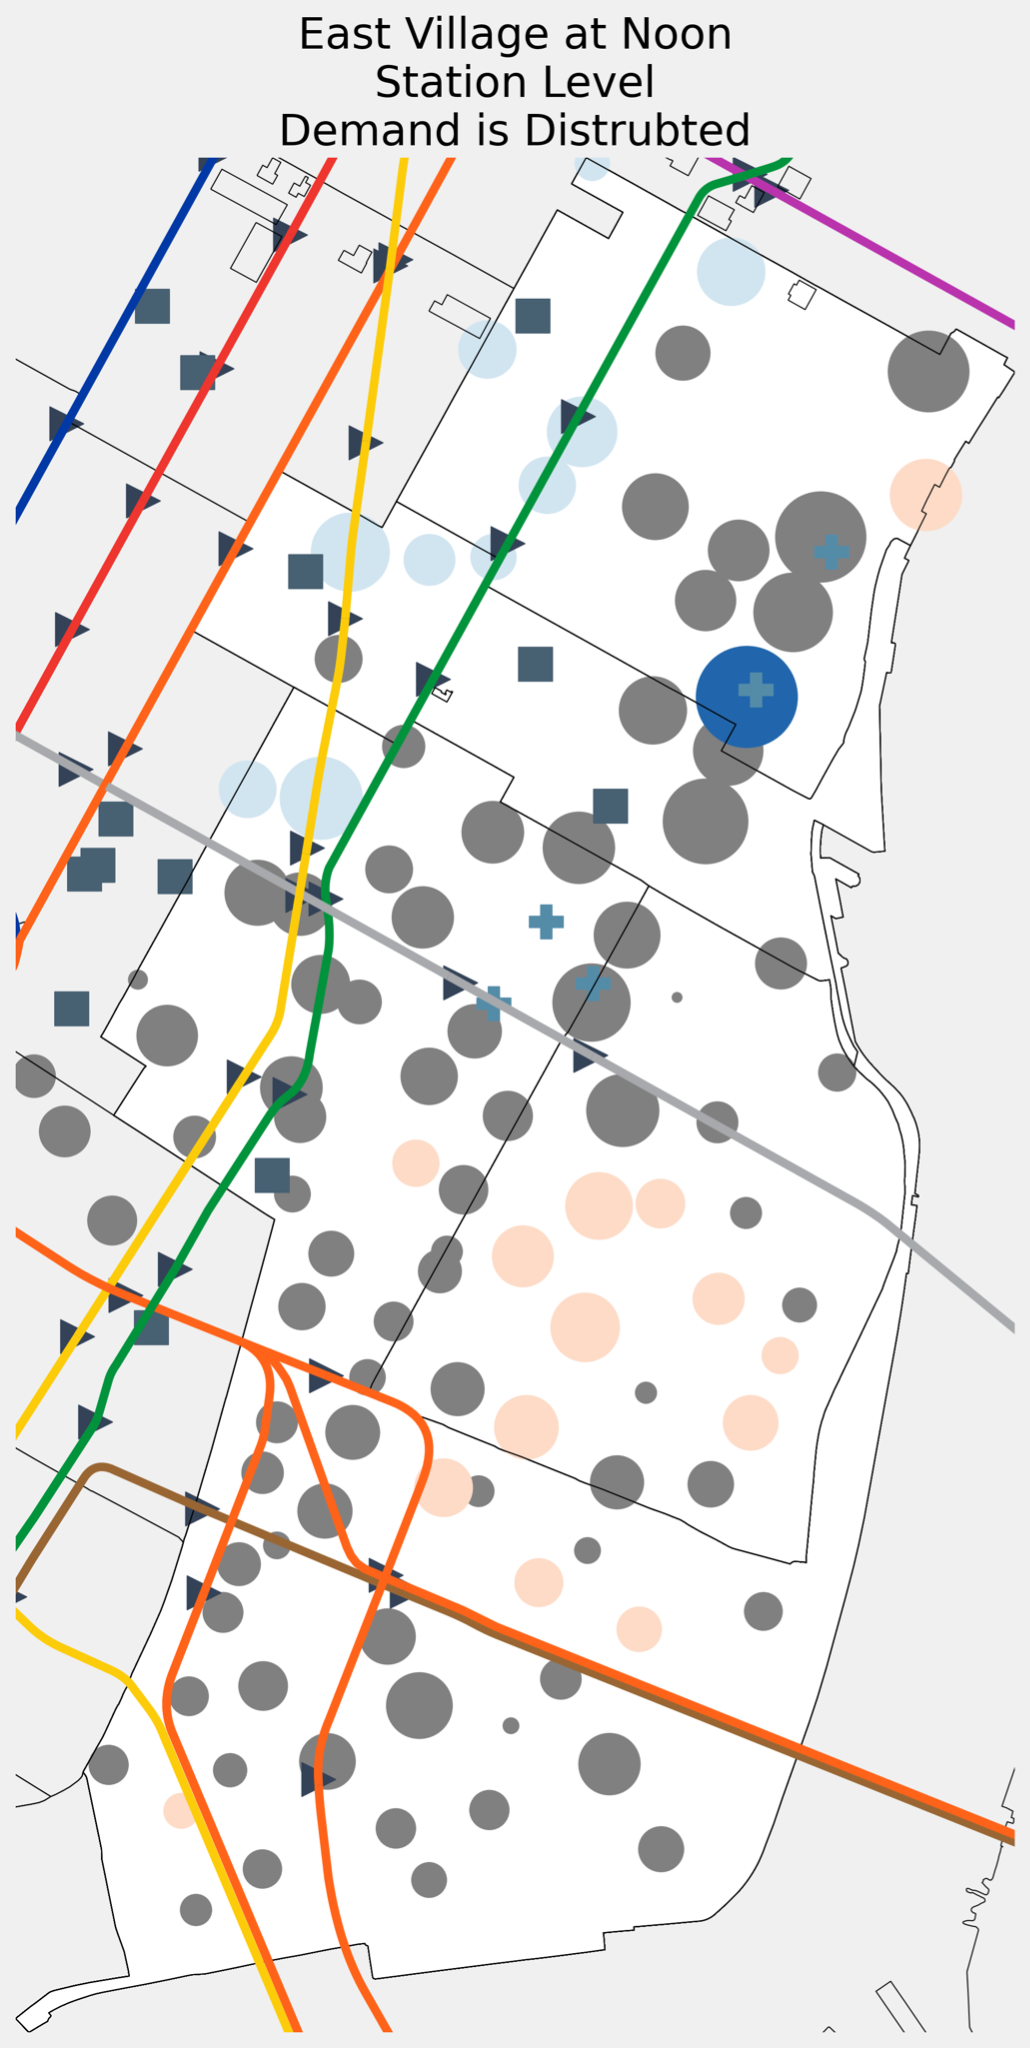 East Village at Noon
Station Level
Demand is Distrubted